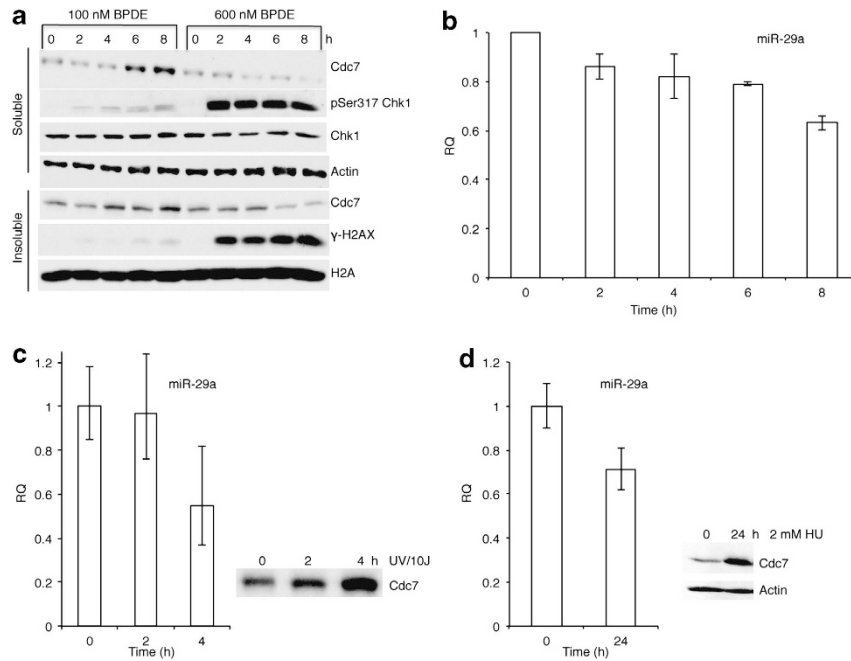 a
100 nM BPDE 600 nM BPDE
0 2 4 6 8 0 2 4 6 8 h
Soluble
Cdc7
pSer317 Chk1
Chk1
Actin
Insoluble
Cdc7
γ-H2AX
H2A
b
miR-29a
RQ
1
0.8
0.6
0.4
0.2
0
0 2 4 6 8
Time (h)
c
miR-29a
RQ
1.2
1
0.8
0.6
0.4
0.2
0
0 2 4
Time (h)
0 2 4 h UV/10J
Cdc7
d
miR-29a
RQ
1.2
1
0.8
0.6
0.4
0.2
0
0 24
Time (h)
0 24 h 2 mM HU
Cdc7
Actin